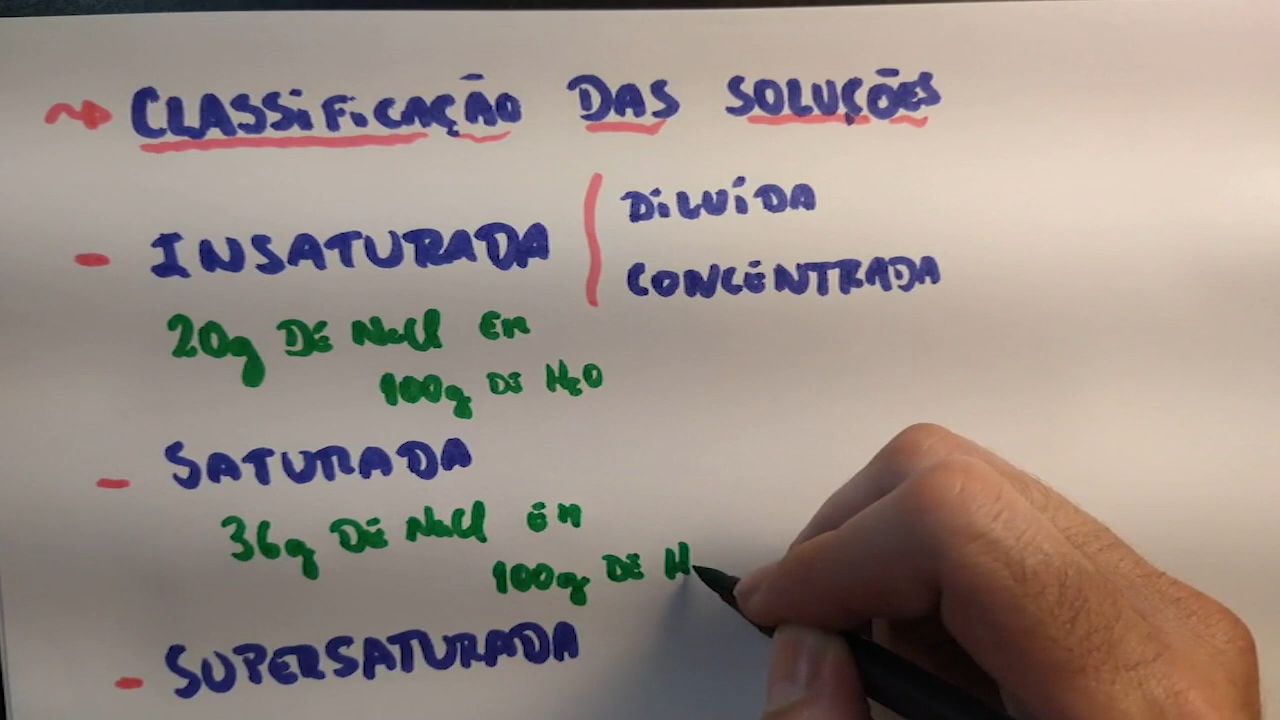 CLASSIFICAÇÃO DAS SOLUÇÕES
- INSATURADA
DILUÍDA
CONCENTRADA
20g DE NaCl EM
100g DE H2O
- SATURADA
36g DE NaCl EM
100g DE H
- SUPERSATURADA